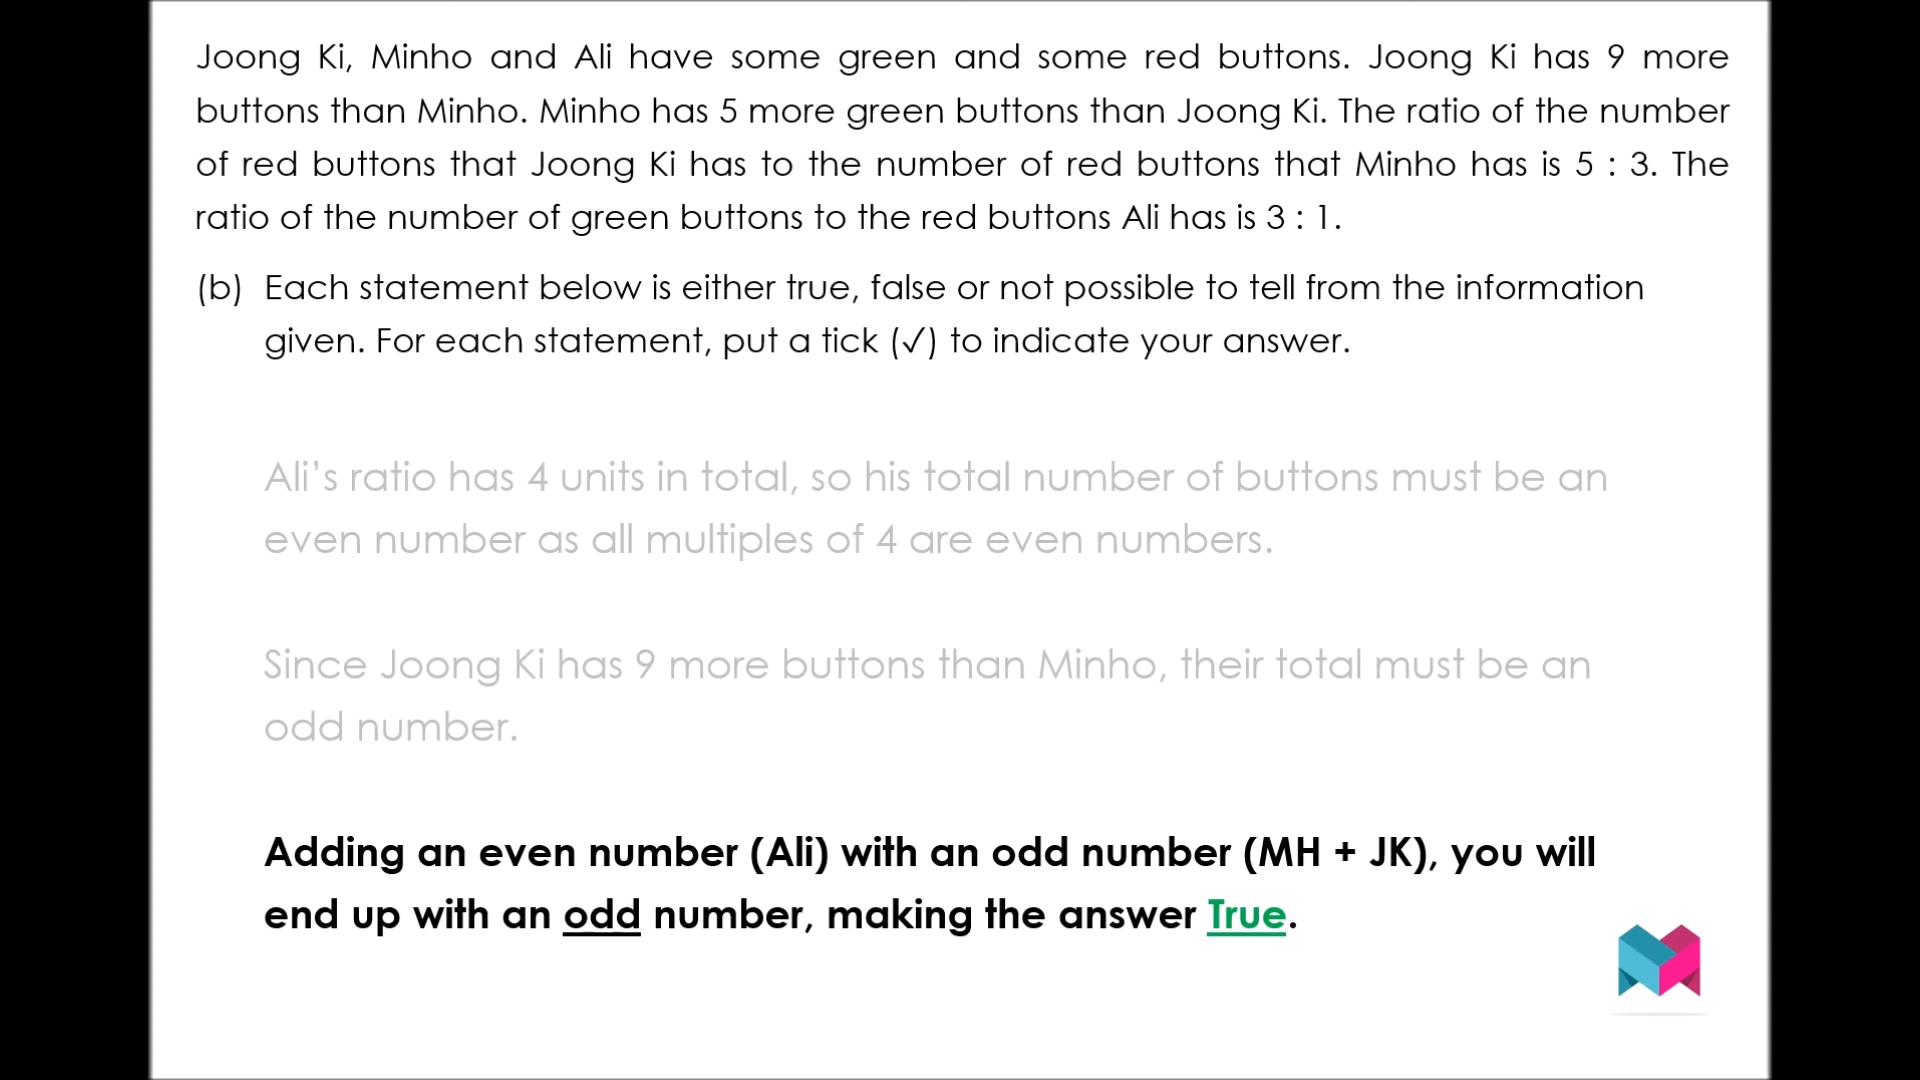 Joong Ki, Minho and Ali have some green and some red buttons. Joong Ki has 9 more
buttons than Minho. Minho has 5 more green buttons than Joong Ki. The ratio of the number
of red buttons that Joong Ki has to the number of red buttons that Minho has is 5 : 3. The
ratio of the number of green buttons to the red buttons Ali has is 3 : 1.
(b) Each statement below is either true, false or not possible to tell from the information
given. For each statement, put a tick (✓) to indicate your answer.
Ali’s ratio has 4 units in total, so his total number of buttons must be an
even number as all multiples of 4 are even numbers.
Since Joong Ki has 9 more buttons than Minho, their total must be an
odd number.
Adding an even number (Ali) with an odd number (MH + JK), you will
end up with an odd number, making the answer True.